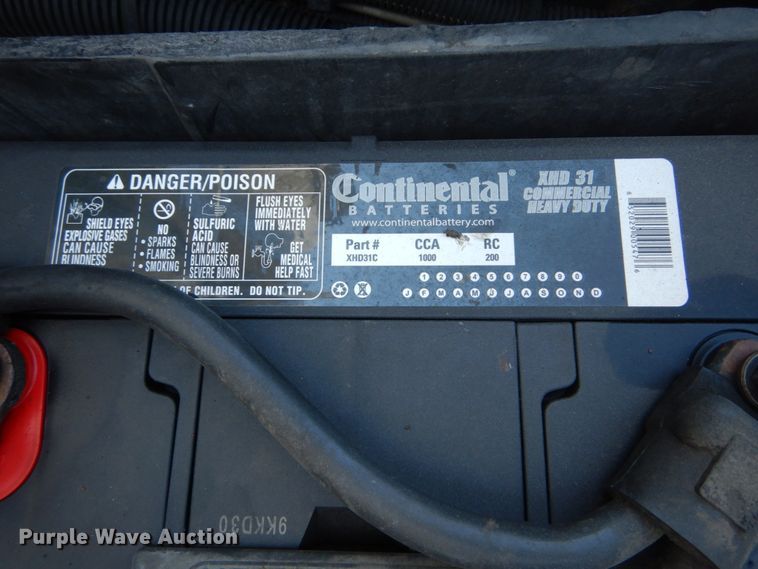 DANGER/POISON
SHIELD EYES
EXPLOSIVE GASES
CAN CAUSE
BLINDNESS
NO
• SPARKS
• FLAMES
• SMOKING
SULFURIC
ACID
CAN CAUSE
BLINDNESS OR
SEVERE BURNS
FLUSH EYES
IMMEDIATELY
WITH WATER
GET
MEDICAL
HELP FAST
OF CHILDREN. DO NOT TIP.
Continental
BATTERIES
www.continentalbattery.com
XHD 31
COMMERCIAL
HEAVY DUTY
Part # CCA RC
XHD31C 1000 200
1 2 3 4 5 6 7 8 9 0
J F M A M J J A S O N D
9KKD30
Purple Wave Auction